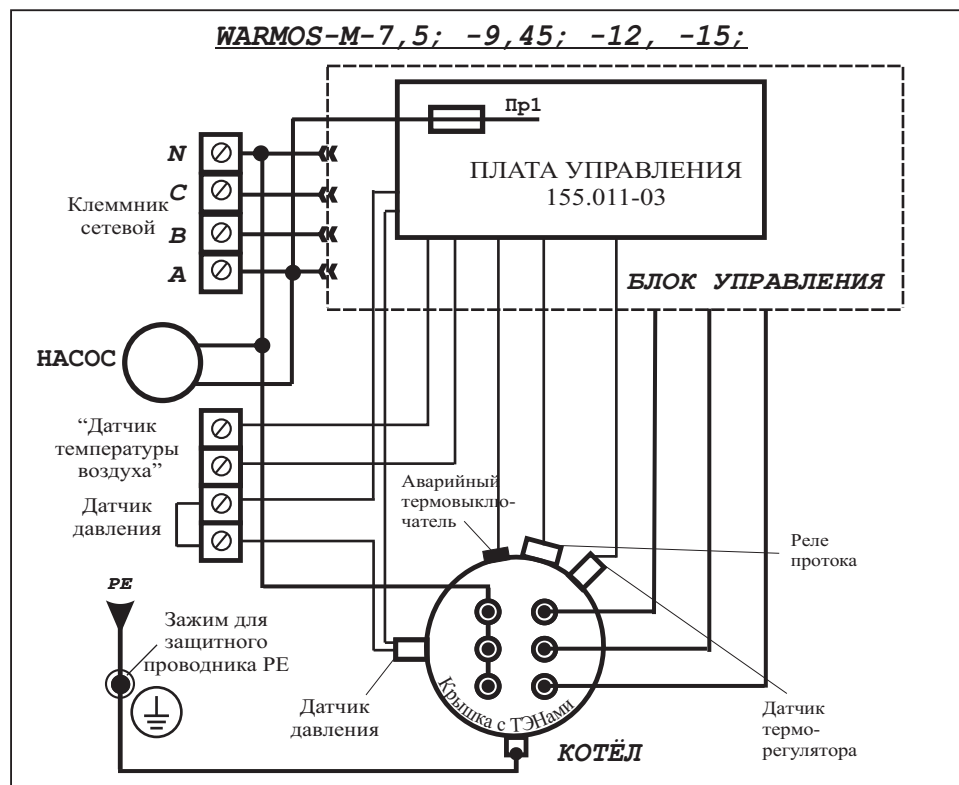 WARMOS-M-7,5; -9,45; -12, -15;
Пр1
ПЛАТА УПРАВЛЕНИЯ
155.011-03
N
C
B
A
Клеммник
сетевой
БЛОК УПРАВЛЕНИЯ
НАСОС
“Датчик
температуры
воздуха”
Датчик
давления
Аварийный
термовыклю-
чатель
Реле
протока
PE
Зажим для
защитного
проводника PE
Датчик
давления
Крышка с ТЭНами
КОТЁЛ
Датчик
термо-
регулятора